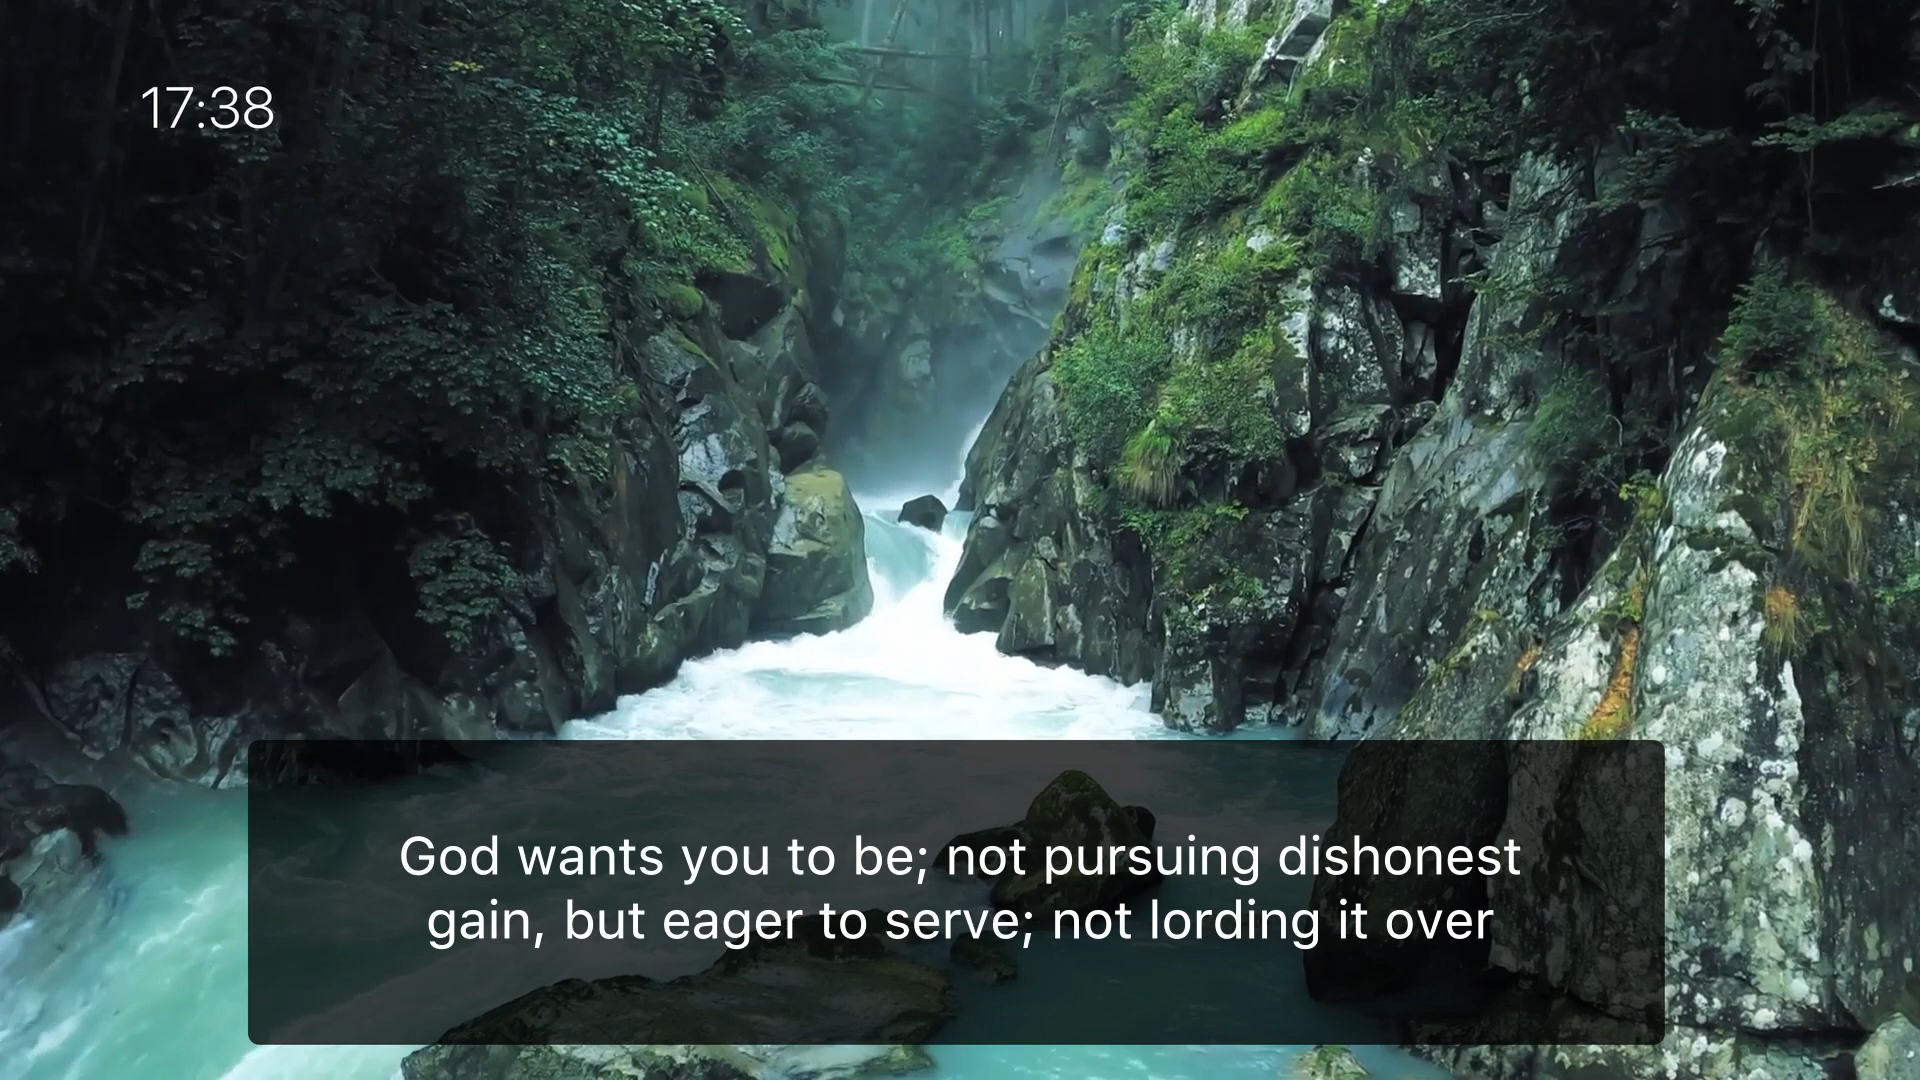 17:38
God wants you to be; not pursuing dishonest
gain, but eager to serve; not lording it over